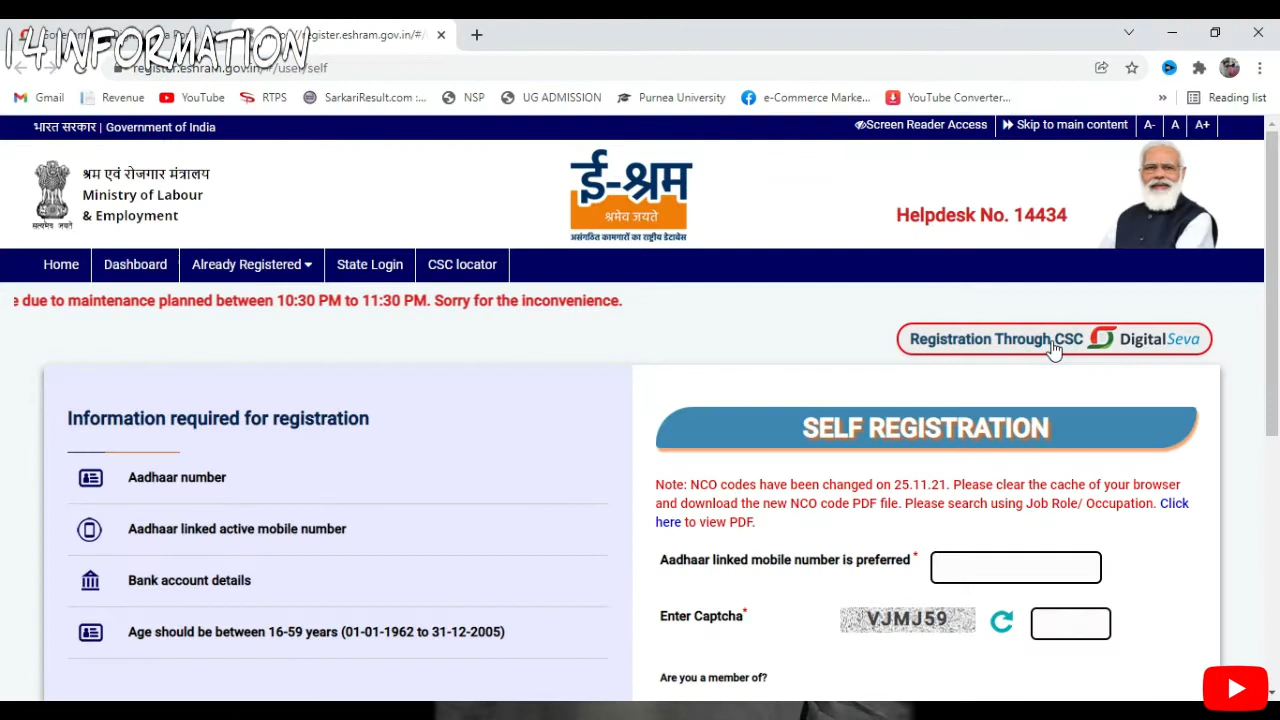 14 INFORMATION
register.eshram.gov.in/#/
register.eshram.gov.in/#/user/self
Gmail
Revenue
YouTube
RTPS
SarkariResult.com :...
NSP
UG ADMISSION
Purnea University
e-Commerce Marke...
YouTube Converter...
»
Reading list
भारत सरकार | Government of India
Screen Reader Access
Skip to main content
A-
A
A+
श्रम एवं रोजगार मंत्रालय
Ministry of Labour
& Employment
सत्यमेव जयते
ई-श्रम
श्रमेव जयते
असंगठित कामगारों का राष्ट्रीय डेटाबेस
Helpdesk No. 14434
Home
Dashboard
Already Registered
State Login
CSC locator
e due to maintenance planned between 10:30 PM to 11:30 PM. Sorry for the inconvenience.
Registration Through CSC DigitalSeva
Information required for registration
Aadhaar number
Aadhaar linked active mobile number
Bank account details
Age should be between 16-59 years (01-01-1962 to 31-12-2005)
SELF REGISTRATION
Note: NCO codes have been changed on 25.11.21. Please clear the cache of your browser
and download the new NCO code PDF file. Please search using Job Role/ Occupation. Click
here to view PDF.
Aadhaar linked mobile number is preferred *
Enter Captcha*
VJMJ59
Are you a member of?